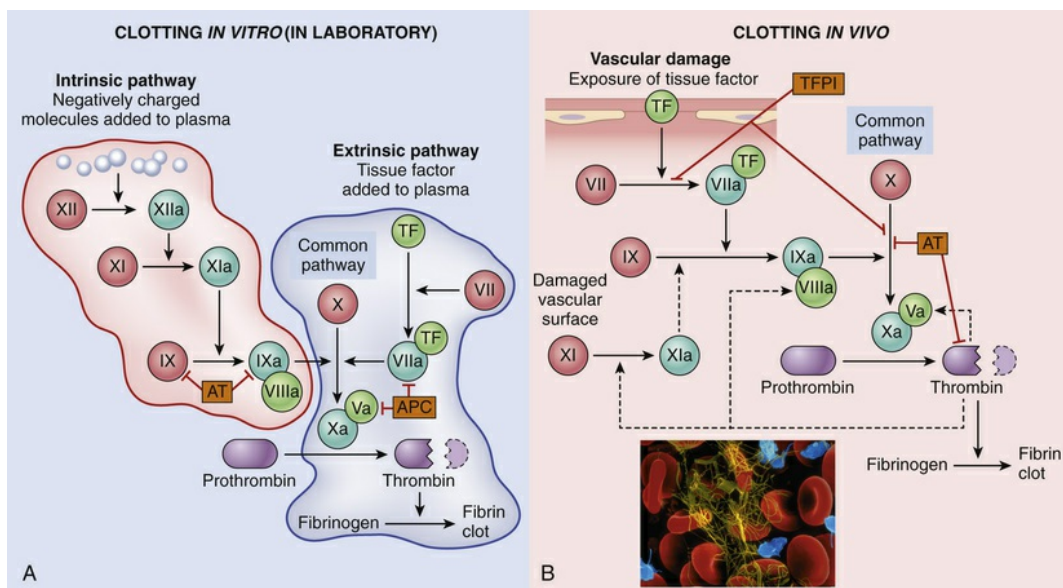 CLOTTING IN VITRO (IN LABORATORY)
Intrinsic pathway
Negatively charged
molecules added to plasma
Extrinsic pathway
Tissue factor
added to plasma
XII
XIIa
TF
Common
pathway
XI
XIa
X
VII
IX
IXa
VIIIa
AT
TF
VIIa
Va
APC
Xa
Prothrombin
Thrombin
Fibrinogen
Fibrin
clot
A
CLOTTING IN VIVO
Vascular damage
Exposure of tissue factor
TFPI
TF
Common
pathway
TF
VII
VIIa
X
IX
IXa
VIIIa
AT
Damaged
vascular
surface
Va
Xa
XI
XIa
Prothrombin
Thrombin
Fibrinogen
Fibrin
clot
B